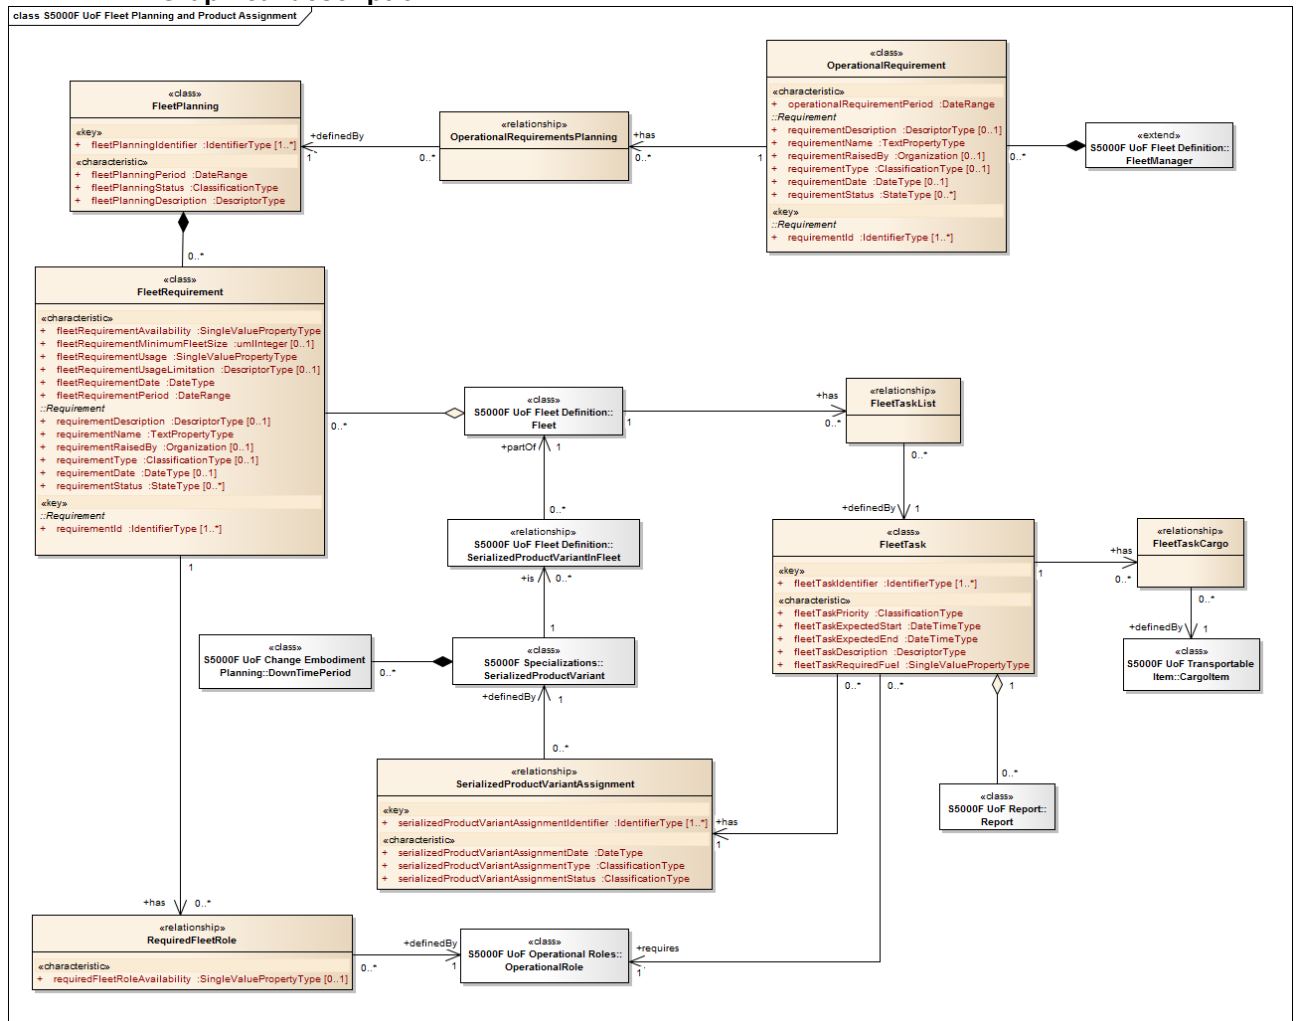 class S5000F UoF Fleet Planning and Product Assignment
«class»
FleetPlanning
«key»
+ fleetPlanningIdentifier :IdentifierType [1..*]
«characteristic»
+ fleetPlanningPeriod :DateRange
+ fleetPlanningStatus :ClassificationType
+ fleetPlanningDescription :DescriptorType
+definedBy
1
0..*
«relationship»
OperationalRequirementsPlanning
+has
0..*
1
«class»
OperationalRequirement
«characteristic»
+ operationalRequirementPeriod :DateRange
::Requirement
+ requirementDescription :DescriptorType [0..1]
+ requirementName :TextPropertyType
+ requirementRaisedBy :Organization [0..1]
+ requirementType :ClassificationType [0..1]
+ requirementDate :DateType [0..1]
+ requirementStatus :StateType [0..*]
«key»
::Requirement
+ requirementId :IdentifierType [1..*]
0..*
«extend»
S5000F UoF Fleet Definition::
FleetManager
0..*
«class»
FleetRequirement
«characteristic»
+ fleetRequirementAvailability :SingleValuePropertyType
+ fleetRequirementMinimumFleetSize :umlInteger [0..1]
+ fleetRequirementUsage :SingleValuePropertyType
+ fleetRequirementUsageLimitation :DescriptorType [0..1]
+ fleetRequirementDate :DateType
+ fleetRequirementPeriod :DateRange
::Requirement
+ requirementDescription :DescriptorType [0..1]
+ requirementName :TextPropertyType
+ requirementRaisedBy :Organization [0..1]
+ requirementType :ClassificationType [0..1]
+ requirementDate :DateType [0..1]
+ requirementStatus :StateType [0..*]
«key»
::Requirement
+ requirementId :IdentifierType [1..*]
0..*
«class»
S5000F UoF Fleet Definition::
Fleet
1
+has
0..*
«relationship»
FleetTaskList
0..*
+definedBy
1
+partOf
1
0..*
«relationship»
S5000F UoF Fleet Definition::
SerializedProductVariantInFleet
+is
0..*
1
«class»
S5000F UoF Change Embodiment
Planning::DownTimePeriod
0..*
«class»
S5000F Specializations::
SerializedProductVariant
+definedBy
1
0..*
«class»
FleetTask
«key»
+ fleetTaskIdentifier :IdentifierType [1..*]
«characteristic»
+ fleetTaskPriority :ClassificationType
+ fleetTaskExpectedStart :DateTimeType
+ fleetTaskExpectedEnd :DateTimeType
+ fleetTaskDescription :DescriptorType
+ fleetTaskRequiredFuel :SingleValuePropertyType
1
+has
0..*
«relationship»
FleetTaskCargo
0..*
+definedBy
1
«class»
S5000F UoF Transportable
Item::CargoItem
0..*
0..*
1
0..*
«class»
S5000F UoF Report::
Report
«relationship»
SerializedProductVariantAssignment
«key»
+ serializedProductVariantAssignmentIdentifier :IdentifierType [1..*]
«characteristic»
+ serializedProductVariantAssignmentDate :DateType
+ serializedProductVariantAssignmentType :ClassificationType
+ serializedProductVariantAssignmentStatus :ClassificationType
+has
1
1
+has
0..*
«relationship»
RequiredFleetRole
«characteristic»
+ requiredFleetRoleAvailability :SingleValuePropertyType [0..1]
0..*
+definedBy
1
«class»
S5000F UoF Operational Roles::
OperationalRole
+requires
1